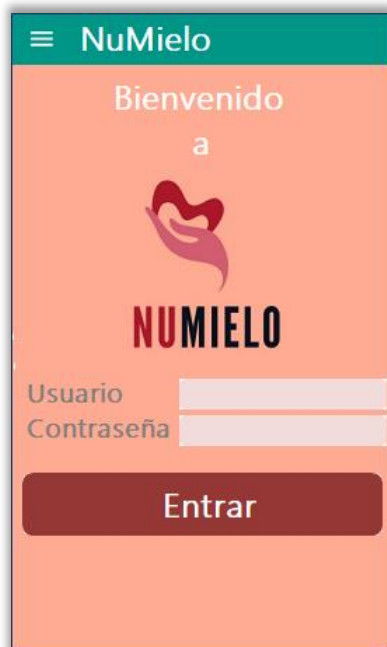 NuMielo
Bienvenido
a
NUMIELO
Usuario
Contraseña
Entrar